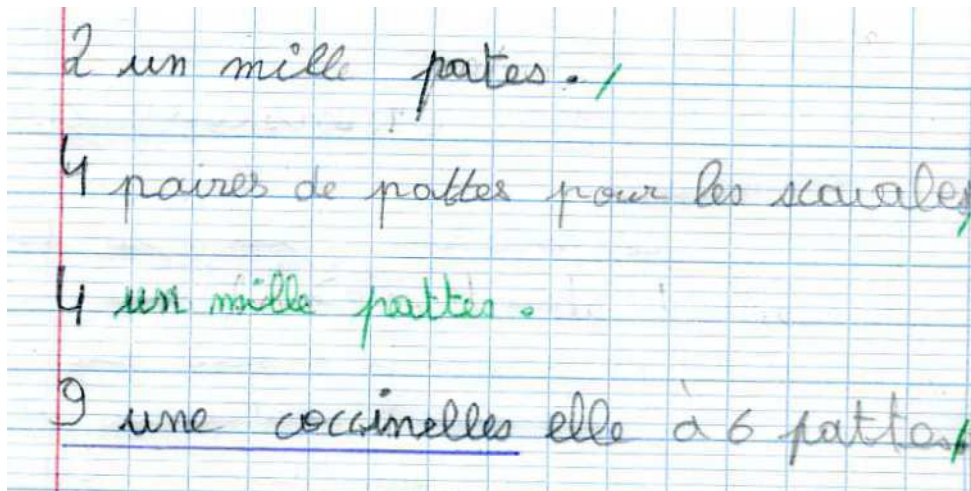 2 un mille pates.
4 paires de pattes pour les scarales
4 un mille pattes.
9 une coccinelles elle à 6 pattes